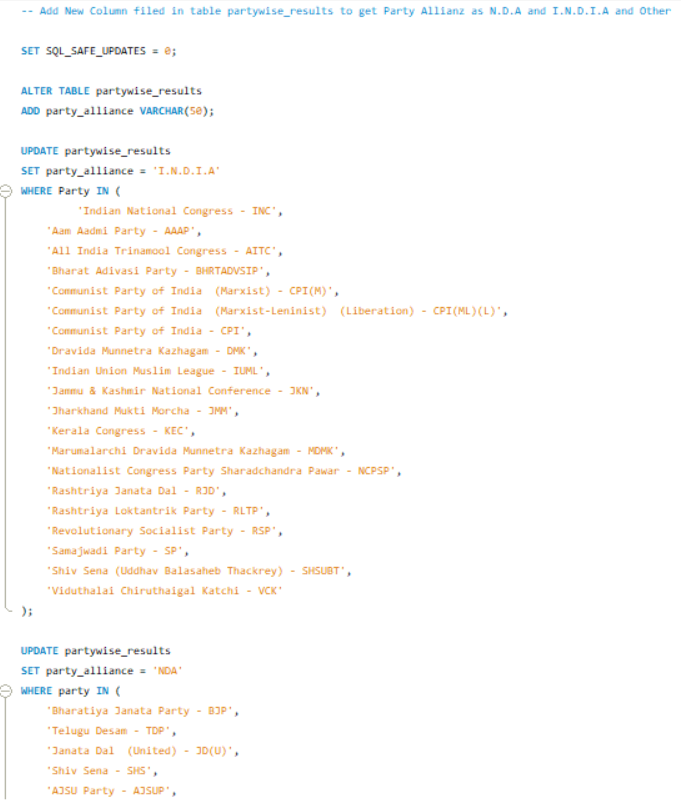 -- Add New Column filed in table partywise_results to get Party Allianz as N.D.A and I.N.D.I.A and Other
SET SQL_SAFE_UPDATES = 0;
ALTER TABLE partywise_results
ADD party_alliance VARCHAR(50);
UPDATE partywise_results
SET party_alliance = 'I.N.D.I.A'
WHERE Party IN (
'Indian National Congress - INC',
'Aam Aadmi Party - AAAP',
'All India Trinamool Congress - AITC',
'Bharat Adivasi Party - BHRTADVSIP',
'Communist Party of India  (Marxist) - CPI(M)',
'Communist Party of India  (Marxist-Leninist)  (Liberation) - CPI(ML)(L)',
'Communist Party of India - CPI',
'Dravida Munnetra Kazhagam - DMK',
'Indian Union Muslim League - IUML',
'Jammu & Kashmir National Conference - JKN',
'Jharkhand Mukti Morcha - JMM',
'Kerala Congress - KEC',
'Marumalarchi Dravida Munnetra Kazhagam - MDMK',
'Nationalist Congress Party Sharadchandra Pawar - NCPSP',
'Rashtriya Janata Dal - RJD',
'Rashtriya Loktantrik Party - RLTP',
'Revolutionary Socialist Party - RSP',
'Samajwadi Party - SP',
'Shiv Sena (Uddhav Balasaheb Thackrey) - SHSUBT',
'Viduthalai Chiruthaigal Katchi - VCK'
);
UPDATE partywise_results
SET party_alliance = 'NDA'
WHERE party IN (
'Bharatiya Janata Party - BJP',
'Telugu Desam - TDP',
'Janata Dal  (United) - JD(U)',
'Shiv Sena - SHS',
'AJSU Party - AJSUP',